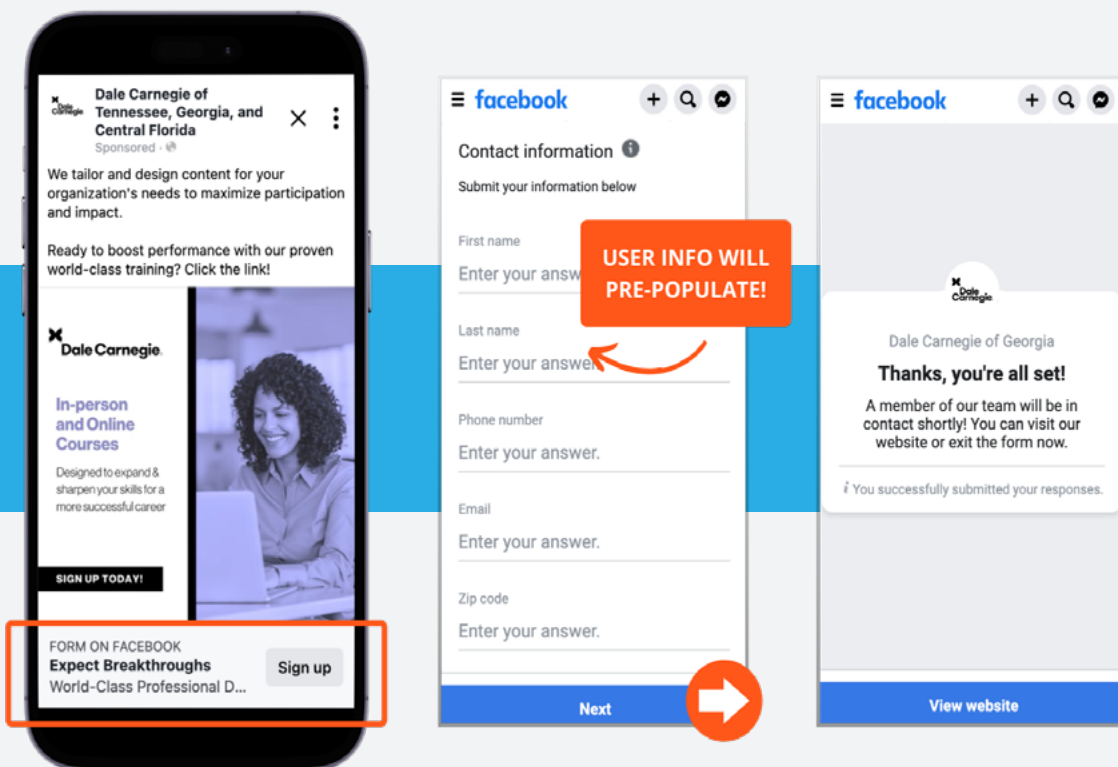 Dale Carnegie
Dale Carnegie of
Tennessee, Georgia, and
Central Florida
Sponsored ·
We tailor and design content for your
organization's needs to maximize participation
and impact.
Ready to boost performance with our proven
world-class training? Click the link!
Dale Carnegie.
In-person
and Online
Courses
Designed to expand &
sharpen your skills for a
more successful career
SIGN UP TODAY!
FORM ON FACEBOOK
Expect Breakthroughs
World-Class Professional D...
Sign up
facebook
Contact information
Submit your information below
First name
Enter your answ
USER INFO WILL
PRE-POPULATE!
Last name
Enter your answer.
Phone number
Enter your answer.
Email
Enter your answer.
Zip code
Enter your answer.
Next
facebook
Dale
Carnegie
Dale Carnegie of Georgia
Thanks, you're all set!
A member of our team will be in
contact shortly! You can visit our
website or exit the form now.
i You successfully submitted your responses.
View website